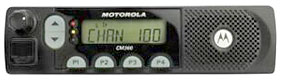 MOTOROLA
CHAN 100
CM360
P1 P2 P3 P4